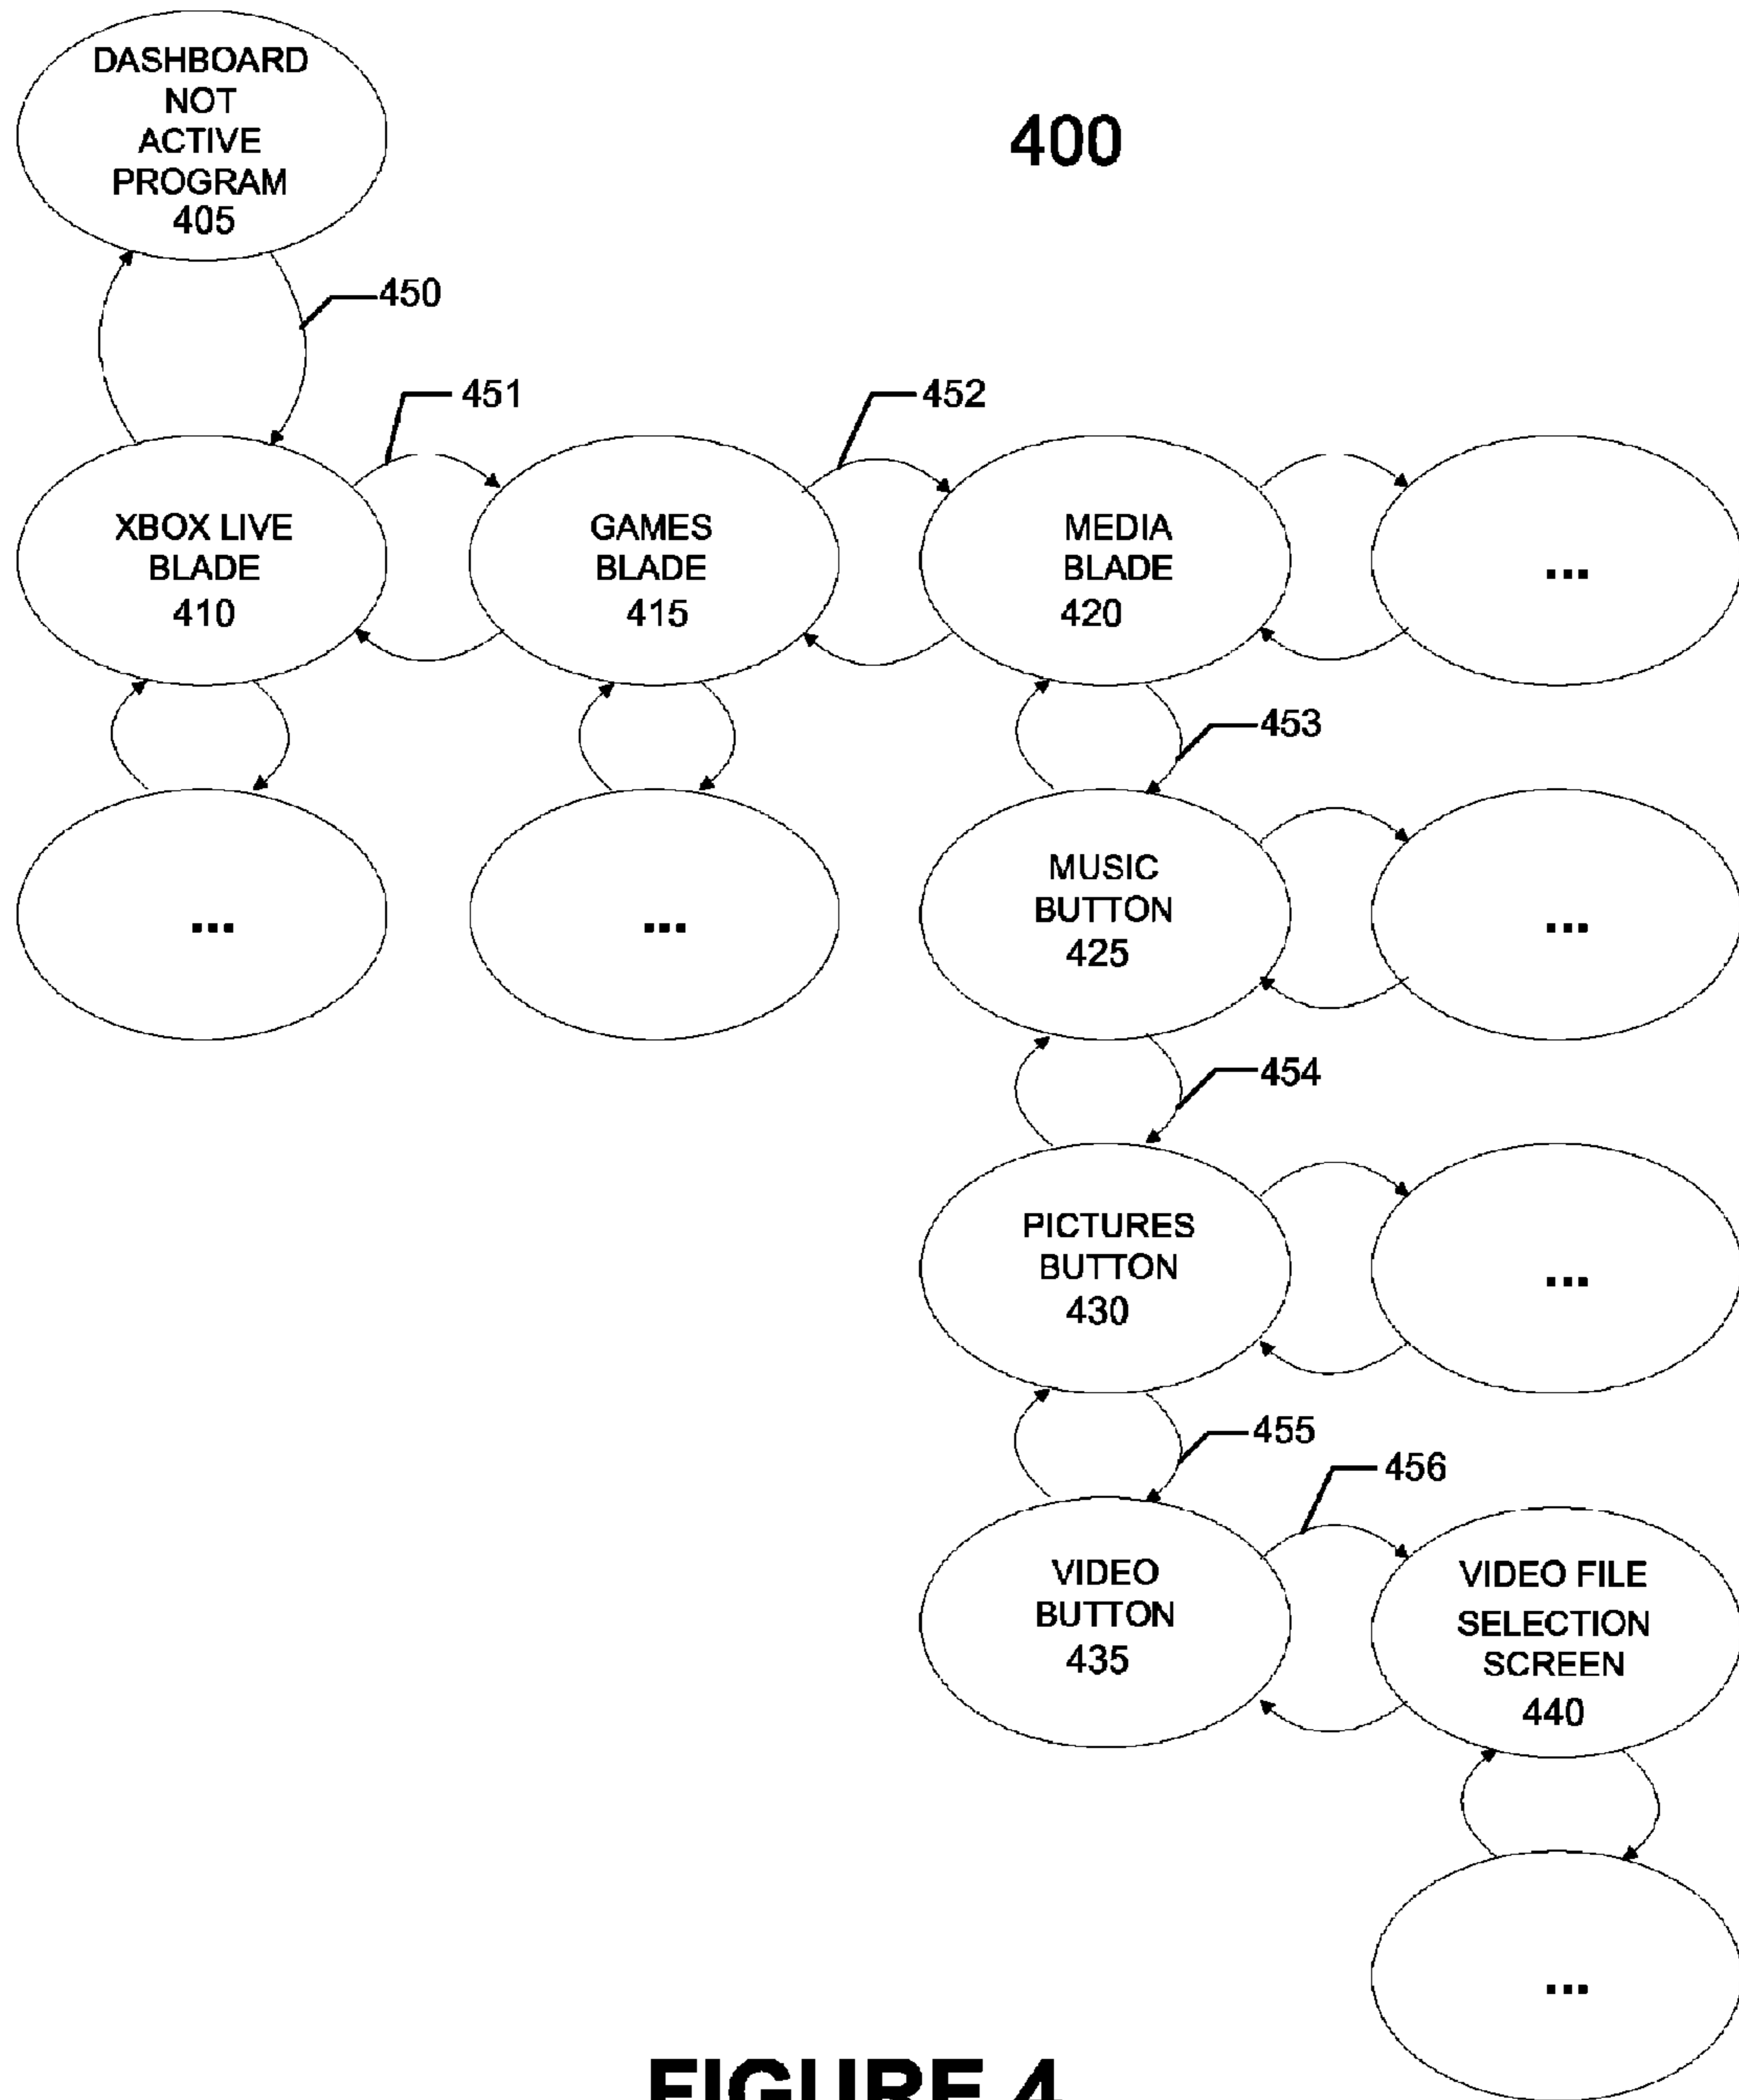 DASHBOARD
NOT
ACTIVE
PROGRAM
405
400
450
451
452
XBOX LIVE
BLADE
410
GAMES
BLADE
415
MEDIA
BLADE
420
...
453
...
...
MUSIC
BUTTON
425
...
454
PICTURES
BUTTON
430
...
455
456
VIDEO
BUTTON
435
VIDEO FILE
SELECTION
SCREEN
440
...
FIGURE 4